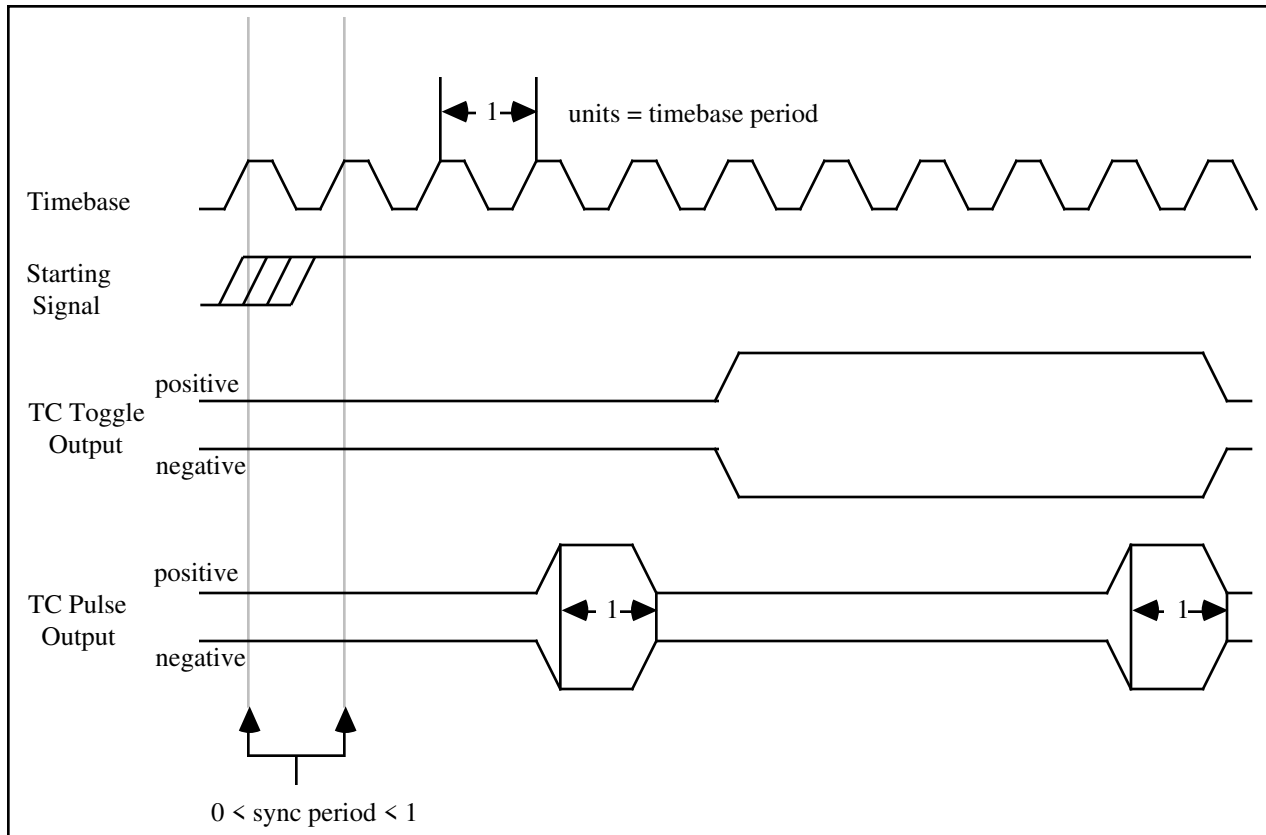 1
units = timebase period
Timebase
Starting
Signal
positive
TC Toggle
Output
negative
positive
TC Pulse
Output
1
1
negative
0 < sync period < 1